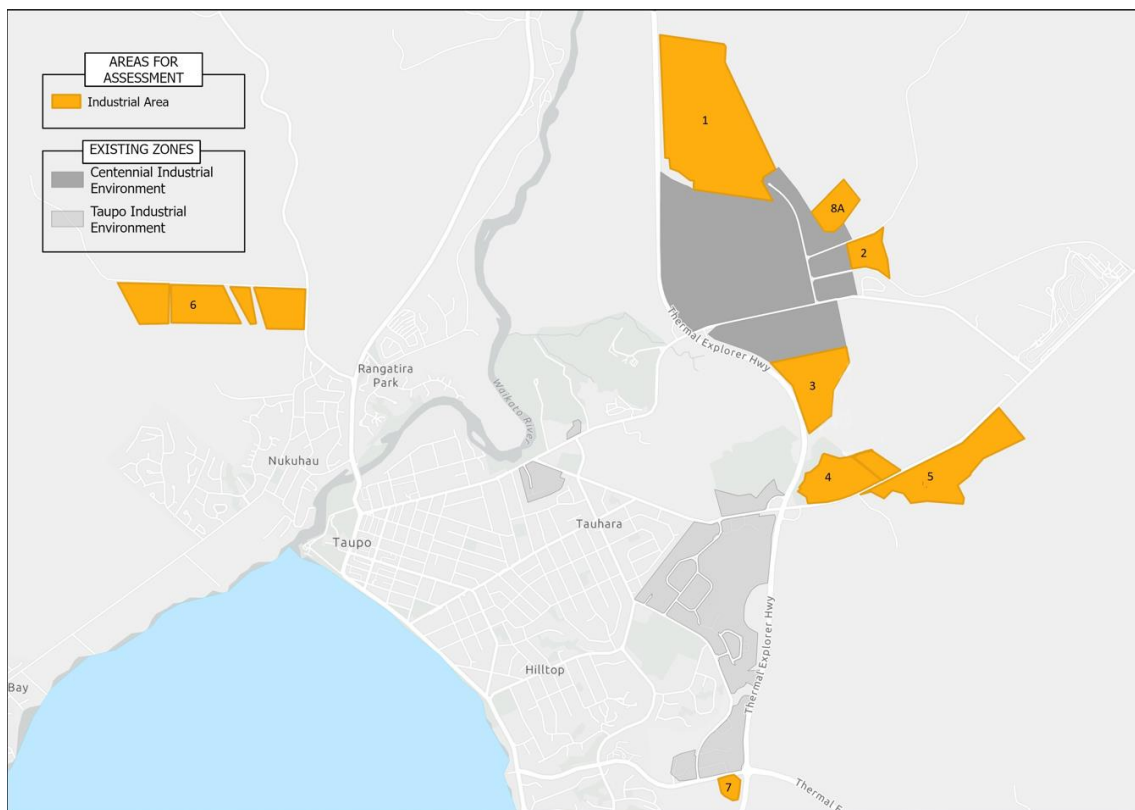 AREAS FOR
ASSESSMENT
Industrial Area
EXISTING ZONES
Centennial Industrial
Environment
Taupo Industrial
Environment
1
8A
2
6
Thermal Explorer Hwy
Rangatira
Park
3
Waikato River
Nukuhau
4
5
Tauhara
Taupo
Thermal Explorer Hwy
Hilltop
Bay
7
Thermal E